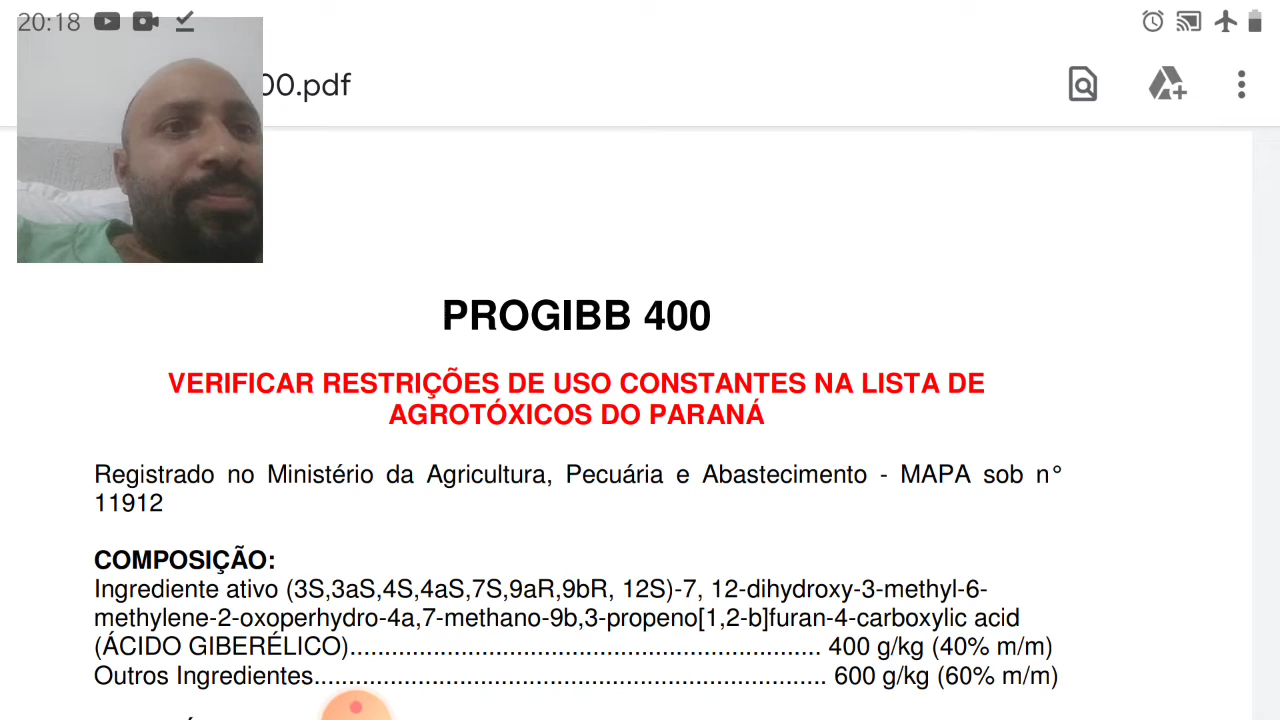 20:18
00.pdf
PROGIBB 400
VERIFICAR RESTRIÇÕES DE USO CONSTANTES NA LISTA DE
AGROTÓXICOS DO PARANÁ
Registrado no Ministério da Agricultura, Pecuária e Abastecimento - MAPA sob n°
11912
COMPOSIÇÃO:
Ingrediente ativo (3S,3aS,4S,4aS,7S,9aR,9bR, 12S)-7, 12-dihydroxy-3-methyl-6-
methylene-2-oxoperhydro-4a,7-methano-9b,3-propeno[1,2-b]furan-4-carboxylic acid
(ÁCIDO GIBERÉLICO)................................................................... 400 g/kg (40% m/m)
Outros Ingredientes......................................................................... 600 g/kg (60% m/m)